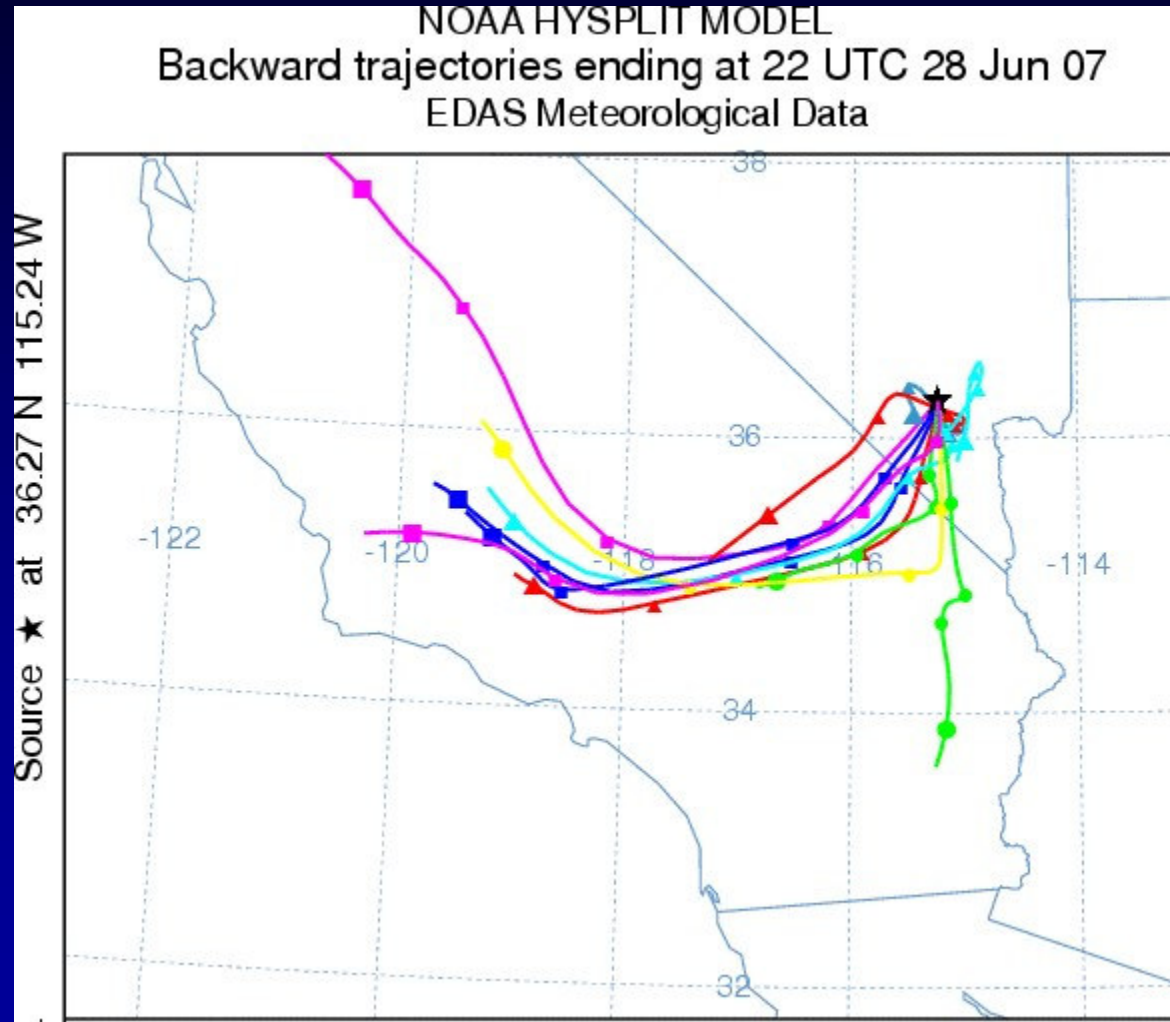 NOAA HYSPLIT MODEL
Backward trajectories ending at 22 UTC 28 Jun 07
EDAS Meteorological Data
Source ★ at 36.27 N 115.24 W
38
36
-122
-120
-118
-116
-114
34
32